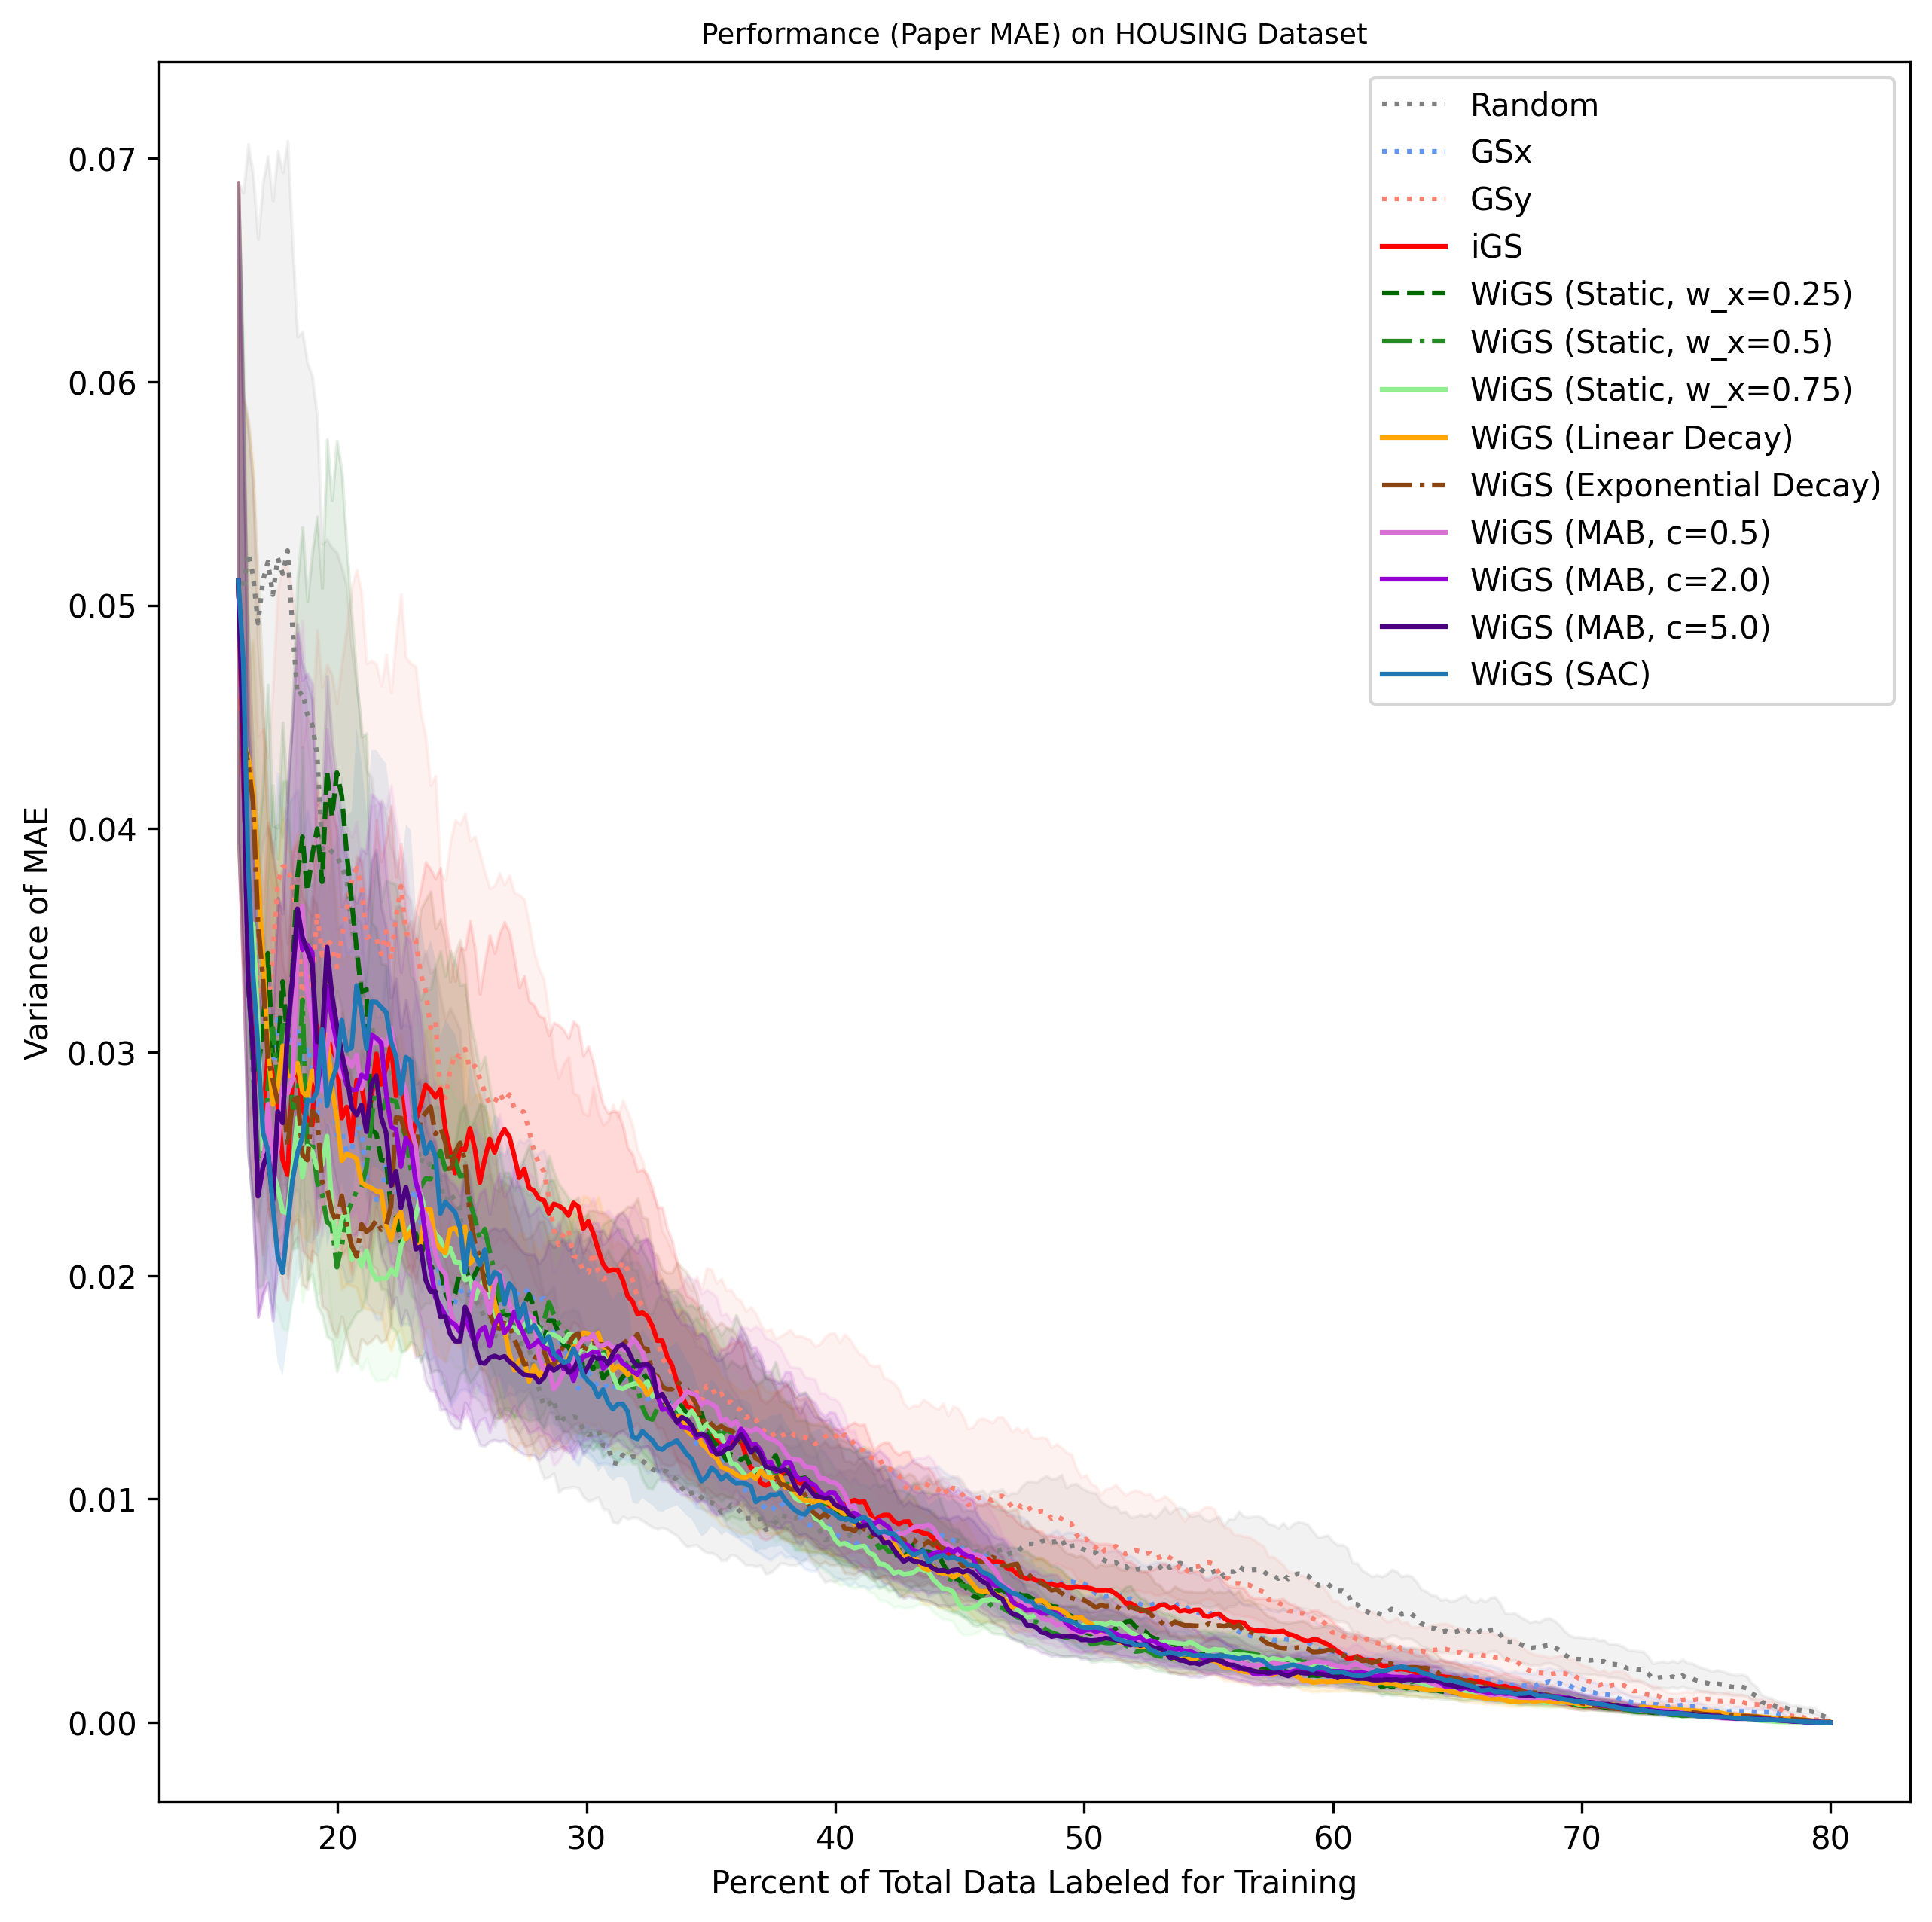 Performance (Paper MAE) on HOUSING Dataset
Variance of MAE
0.07
0.06
0.05
0.04
0.03
0.02
0.01
0.00
Random
GSx
GSy
iGS
WiGS (Static, w_x=0.25)
WiGS (Static, w_x=0.5)
WiGS (Static, w_x=0.75)
WiGS (Linear Decay)
WiGS (Exponential Decay)
WiGS (MAB, c=0.5)
WiGS (MAB, c=2.0)
WiGS (MAB, c=5.0)
WiGS (SAC)
20 30 40 50 60 70 80
Percent of Total Data Labeled for Training